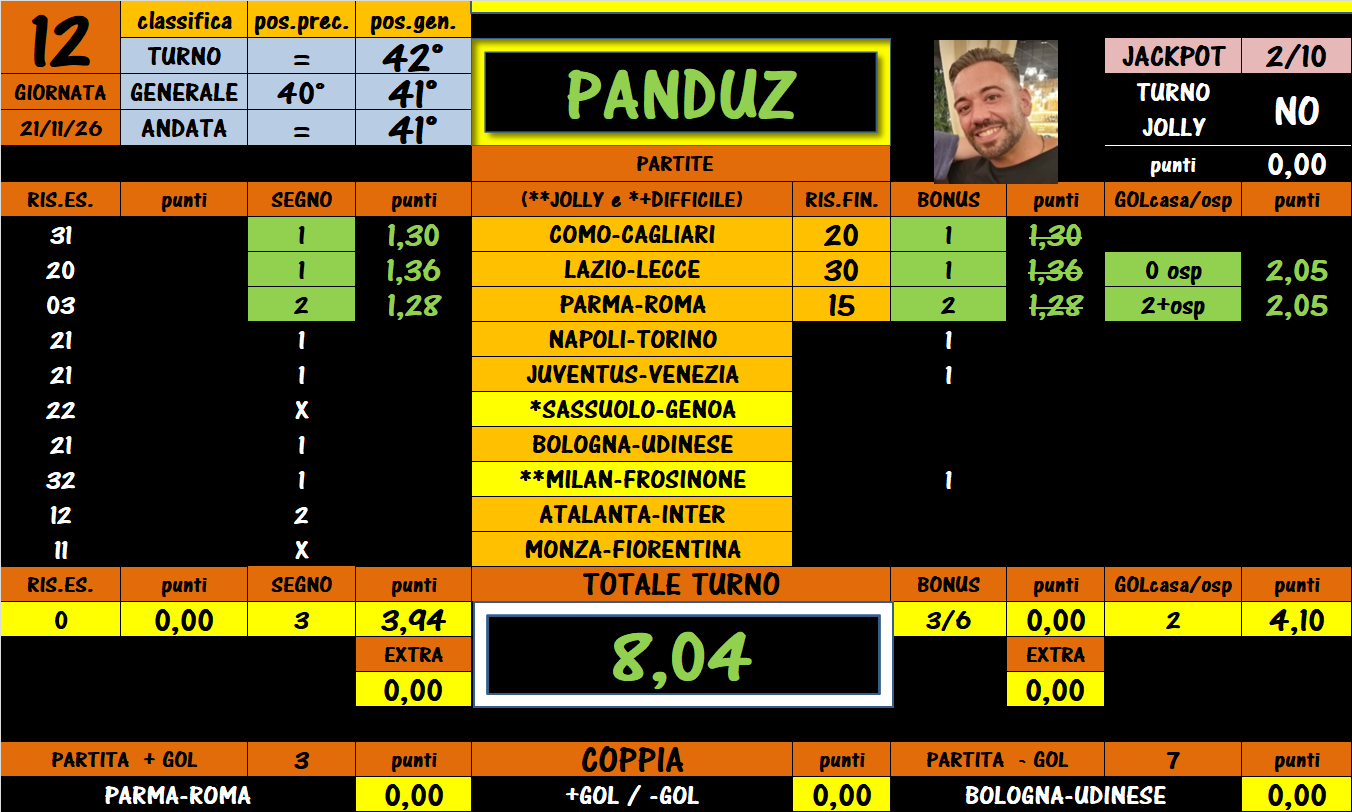 12 classifica pos.prec. pos.gen.
TURNO = 42°
GIORNATA GENERALE 40° 41°
21/11/26 ANDATA = 41°
PANDUZ
JACKPOT 2/10
TURNO JOLLY NO
punti 0,00
PARTITE
RIS.ES. punti SEGNO punti (**JOLLY e *+DIFFICILE) RIS.FIN. BONUS punti GOLcasa/osp punti
31 1 1,30 COMO-CAGLIARI 20 1 1,30
20 1 1,36 LAZIO-LECCE 30 1 1,36 0 osp 2,05
03 2 1,28 PARMA-ROMA 15 2 1,28 2+osp 2,05
21 1 NAPOLI-TORINO 1
21 1 JUVENTUS-VENEZIA 1
22 X *SASSUOLO-GENOA
21 1 BOLOGNA-UDINESE
32 1 **MILAN-FROSINONE 1
12 2 ATALANTA-INTER
11 X MONZA-FIORENTINA
RIS.ES. punti SEGNO punti TOTALE TURNO BONUS punti GOLcasa/osp punti
0 0,00 3 3,94 8,04 3/6 0,00 2 4,10
EXTRA EXTRA
0,00 0,00
PARTITA + GOL 3 punti COPPIA punti PARTITA - GOL 7 punti
PARMA-ROMA 0,00 +GOL / -GOL 0,00 BOLOGNA-UDINESE 0,00